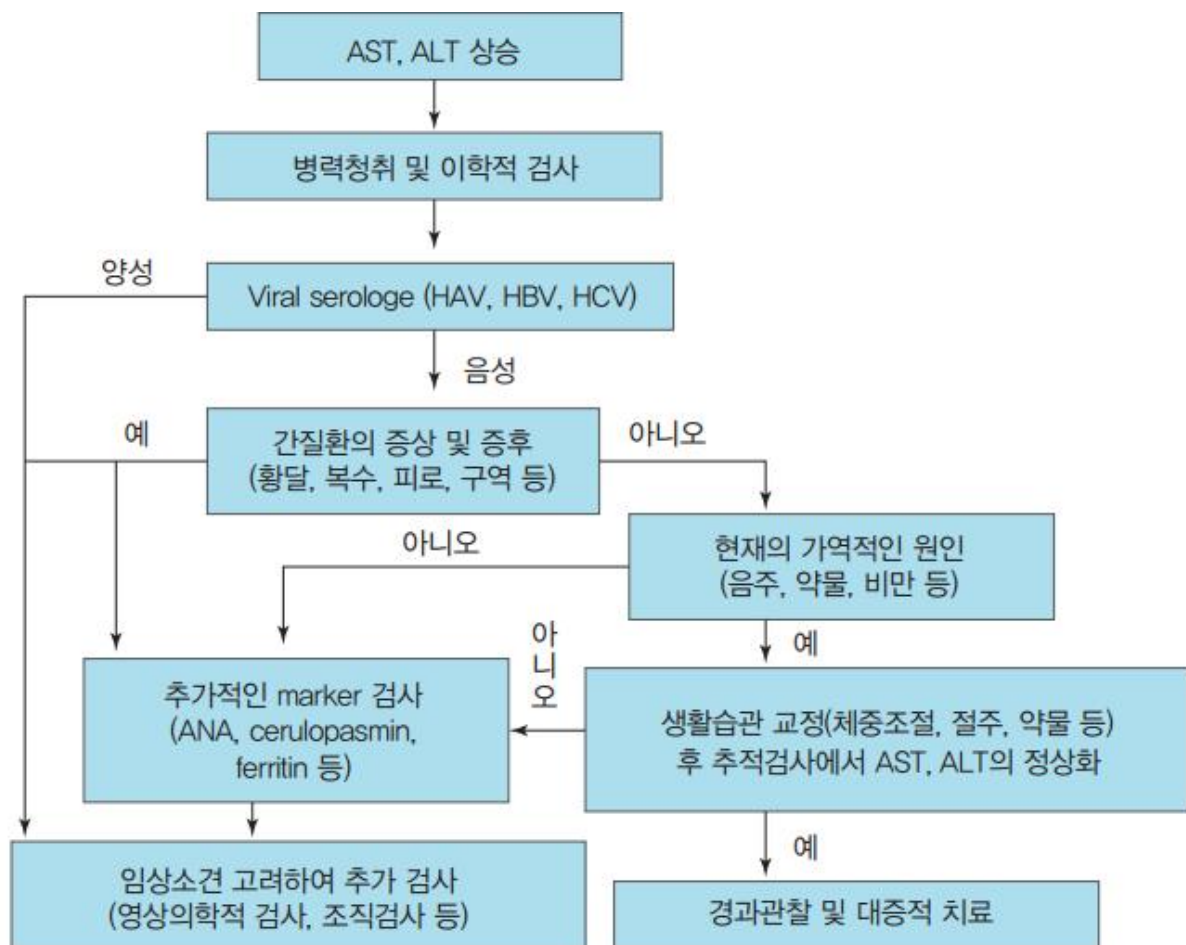 AST, ALT 상승
병력청취 및 이학적 검사
양성
Viral serologe (HAV, HBV, HCV)
음성
예
간질환의 증상 및 증후
(황달, 복수, 피로, 구역 등)
아니오
아니오
현재의 가역적인 원인
(음주, 약물, 비만 등)
예
아니오
추가적인 marker 검사
(ANA, cerulopasmin,
ferritin 등)
생활습관 교정(체중조절, 절주, 약물 등)
후 추적검사에서 AST, ALT의 정상화
예
임상소견 고려하여 추가 검사
(영상의학적 검사, 조직검사 등)
경과관찰 및 대증적 치료